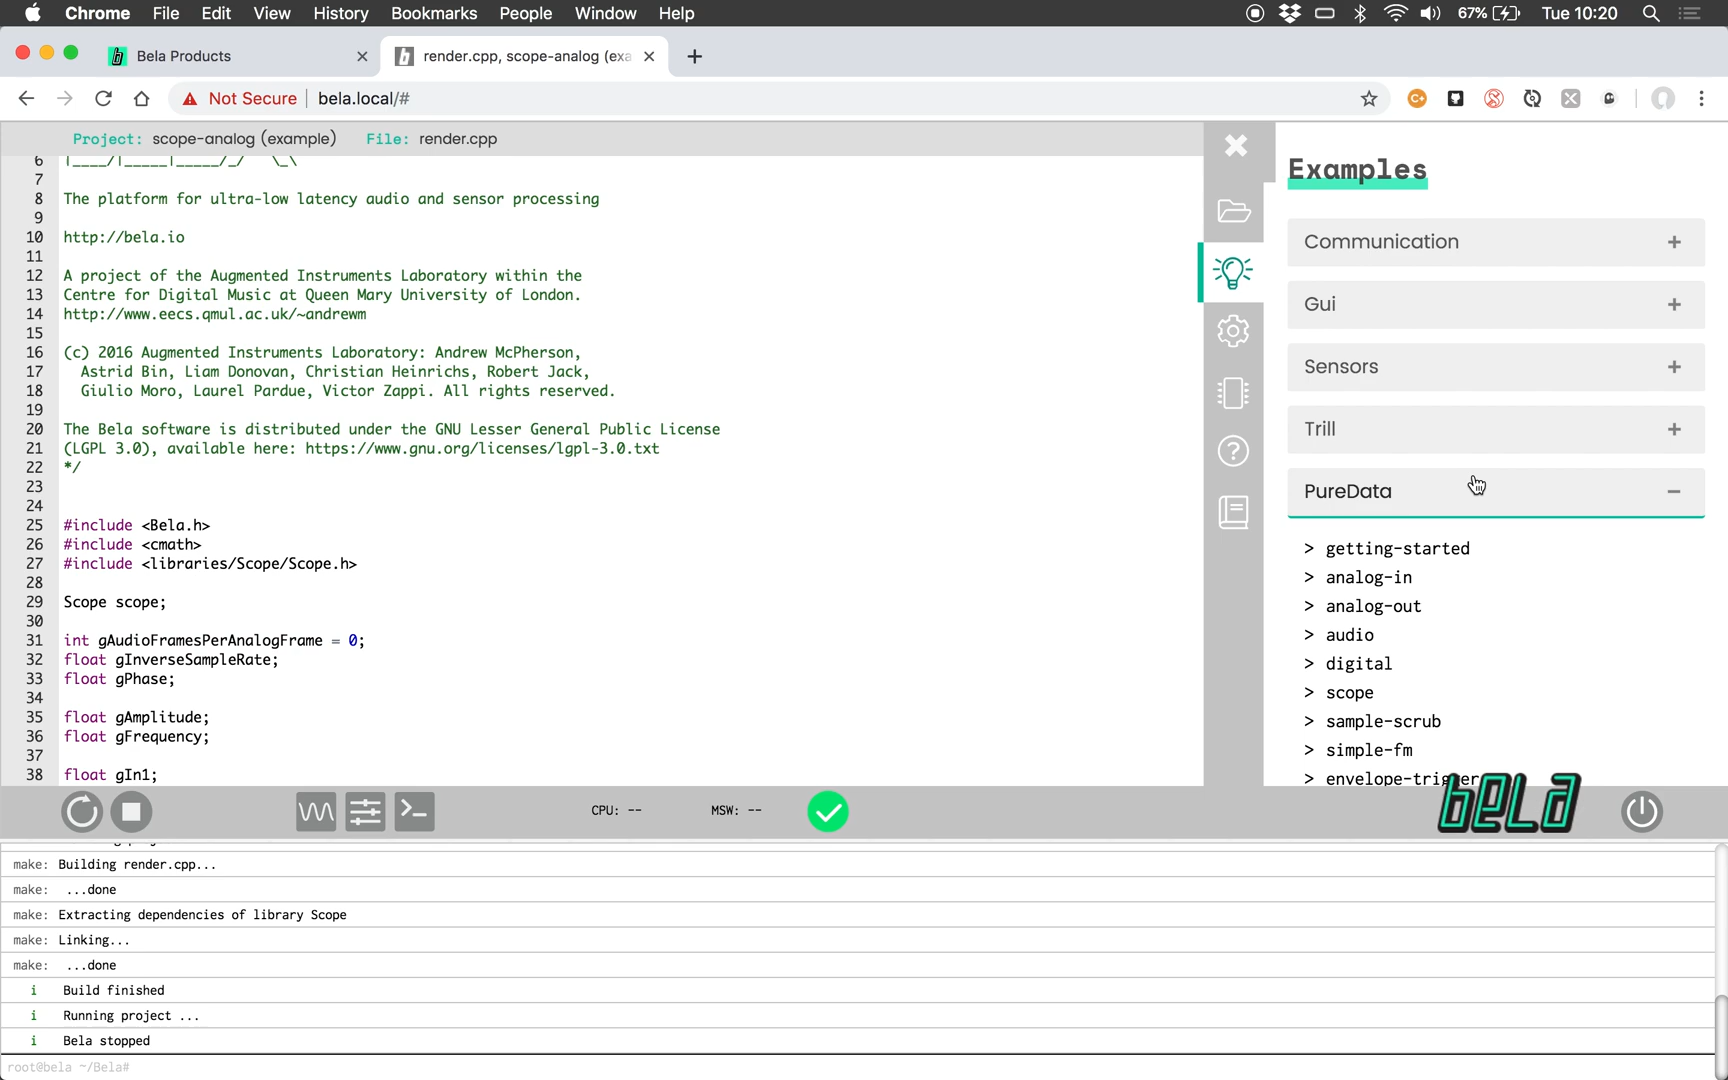 Chrome File Edit View History Bookmarks People Window Help 67% Tue 10:20
Bela Products
render.cpp, scope-analog (exa
Not Secure bela.local/#
Project: scope-analog (example) File: render.cpp
6 |____/|_____|_____/_/   \_\
7
8 The platform for ultra-low latency audio and sensor processing
9
10 http://bela.io
11
12 A project of the Augmented Instruments Laboratory within the
13 Centre for Digital Music at Queen Mary University of London.
14 http://www.eecs.qmul.ac.uk/~andrewm
15
16 (c) 2016 Augmented Instruments Laboratory: Andrew McPherson,
17 Astrid Bin, Liam Donovan, Christian Heinrichs, Robert Jack,
18 Giulio Moro, Laurel Pardue, Victor Zappi. All rights reserved.
19
20 The Bela software is distributed under the GNU Lesser General Public License
21 (LGPL 3.0), available here: https://www.gnu.org/licenses/lgpl-3.0.txt
22 */
23
24
25 #include <Bela.h>
26 #include <cmath>
27 #include <libraries/Scope/Scope.h>
28
29 Scope scope;
30
31 int gAudioFramesPerAnalogFrame = 0;
32 float gInverseSampleRate;
33 float gPhase;
34
35 float gAmplitude;
36 float gFrequency;
37
38 float gIn1;
Examples
Communication +
Gui +
Sensors +
Trill +
PureData −
> getting-started
> analog-in
> analog-out
> audio
> digital
> scope
> sample-scrub
> simple-fm
> envelope-trigger
CPU: -- MSW: --
bela
make: Building render.cpp...
make: ...done
make: Extracting dependencies of library Scope
make: Linking...
make: ...done
i Build finished
i Running project ...
i Bela stopped
root@bela ~/Bela#